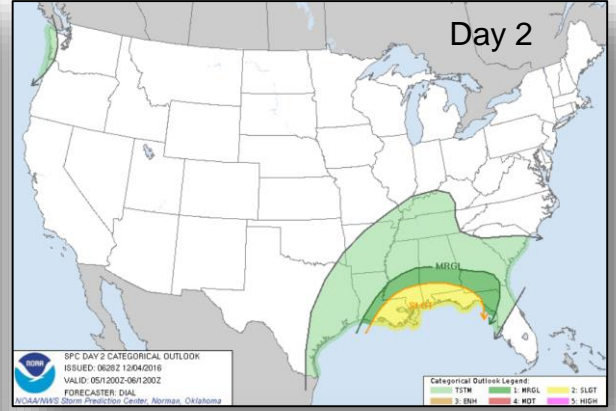 Day 2
MRGL
SLGT
NOAA
SPC DAY 2 CATEGORICAL OUTLOOK
ISSUED: 0628Z 12/04/2016
VALID: 05/1200Z-06/1200Z
FORECASTER: DIAL
NOAA/NWS Storm Prediction Center, Norman, Oklahoma
Categorical Outlook Legend:
TSTM 1: MRGL 2: SLGT
3: ENH 4: MDT 5: HIGH